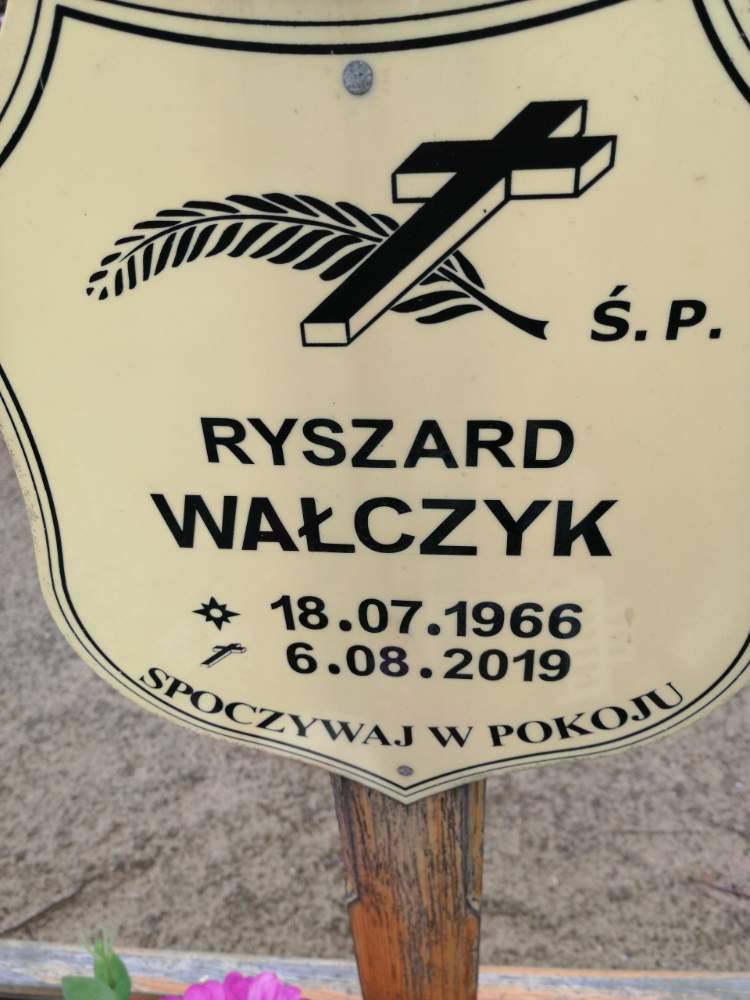 Ś. P.
RYSZARD
WAŁCZYK
18.07.1966
6.08.2019
SPOCZYWAJ W POKOJU